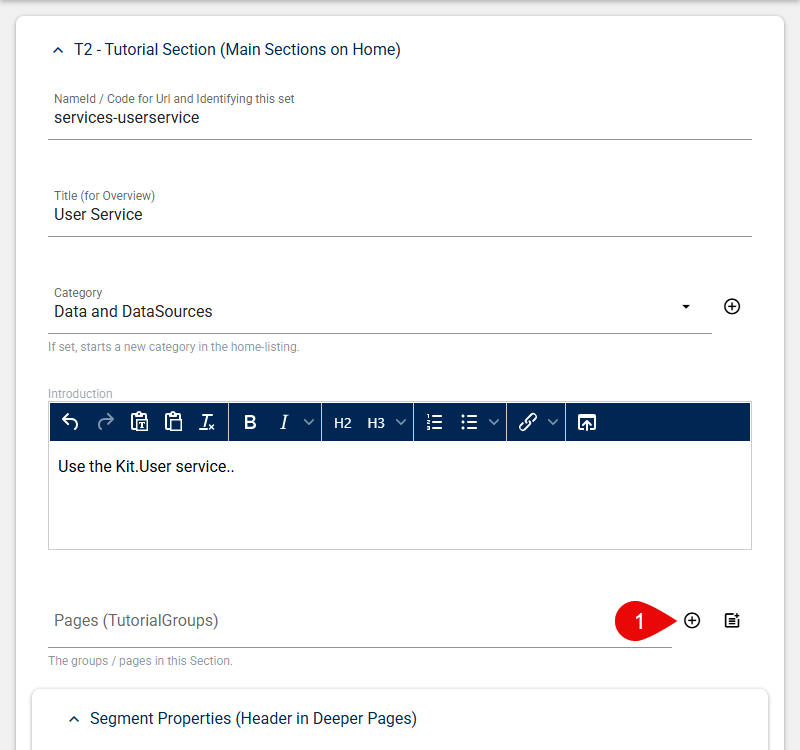 T2 - Tutorial Section (Main Sections on Home)
NameId / Code for Url and Identifying this set
services-userservice
Title (for Overview)
User Service
Category
Data and DataSources
If set, starts a new category in the home-listing.
Introduction
B I H2 H3
Use the Kit.User service..
Pages (TutorialGroups)
1
The groups / pages in this Section.
Segment Properties (Header in Deeper Pages)